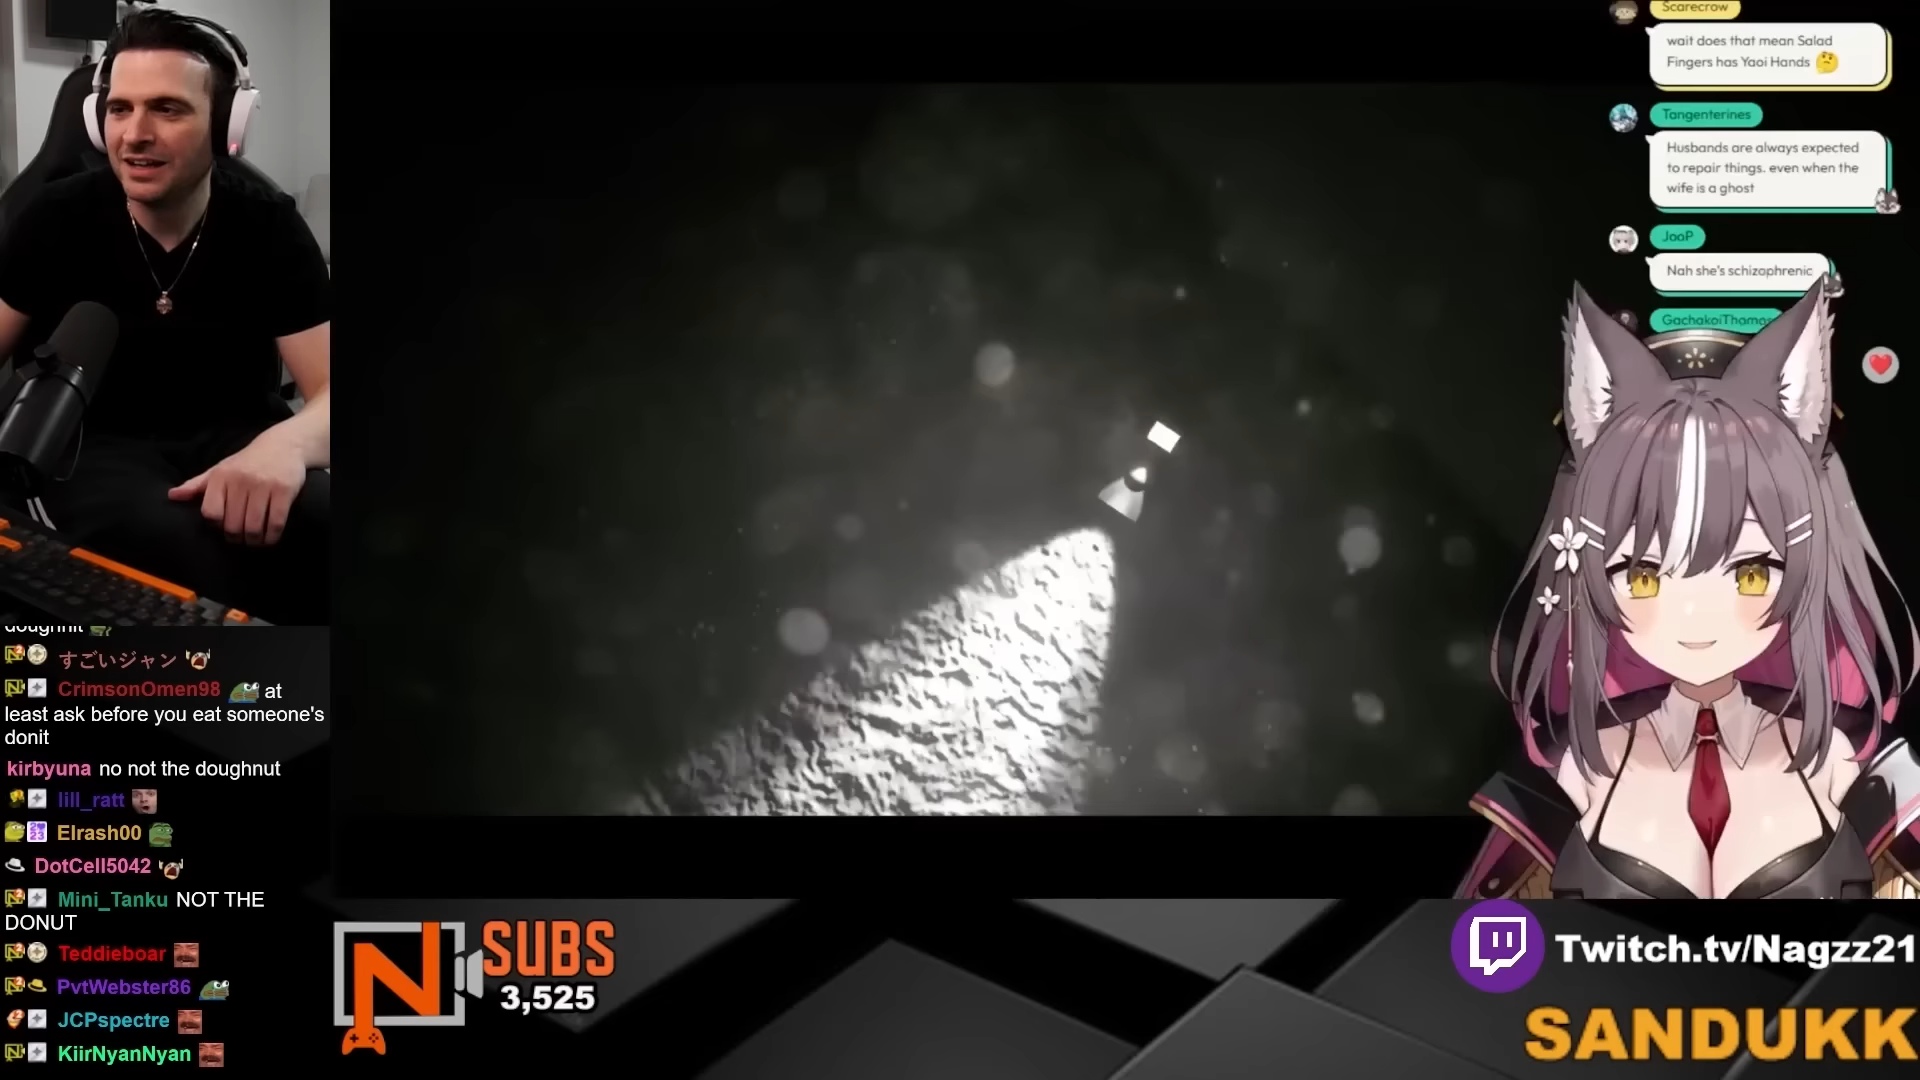 Scarecrow
wait does that mean Salad
Fingers has Yaoi Hands 🤔
Tangenterines
Husbands are always expected
to repair things. even when the
wife is a ghost
JaaP
Nah she's schizophrenic
すごいジャン
CrimsonOmen98 at
least ask before you eat someone's
donit
kirbyuna no not the doughnut
lill_ratt
Elrash00
DotCell5042
Mini_Tanku NOT THE
DONUT
Teddieboar
PvtWebster86
JCPspectre
KiirNyanNyan
N SUBS
3,525
Twitch.tv/Nagzz21
SANDUKK